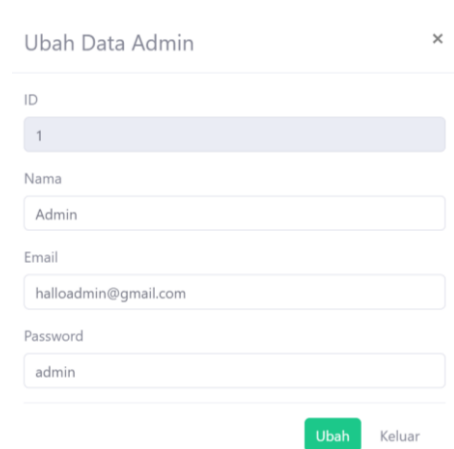 Ubah Data Admin ×
ID
1
Nama
Admin
Email
halloadmin@gmail.com
Password
admin
Ubah Keluar